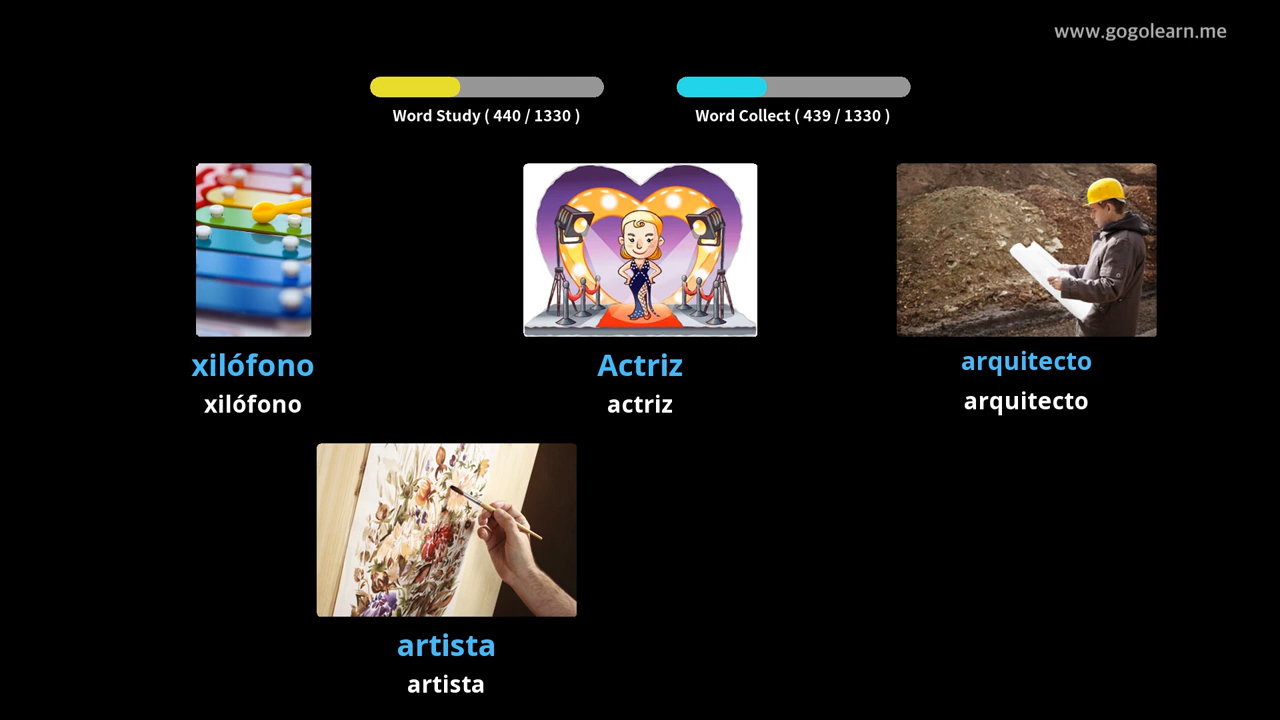 www.gogolearn.me
Word Study ( 440 / 1330 )
Word Collect ( 439 / 1330 )
xilófono
xilófono
Actriz
actriz
arquitecto
arquitecto
artista
artista